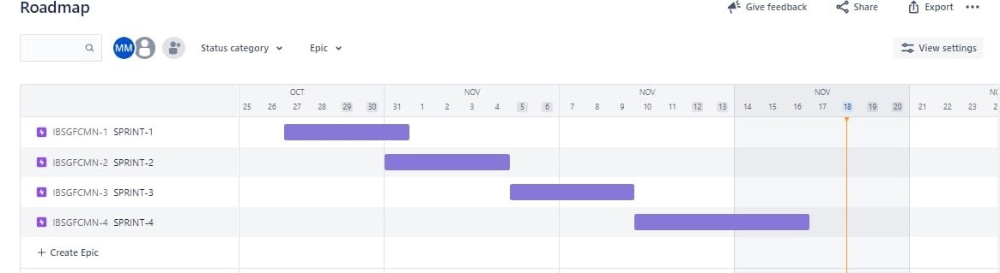 Roadmap
Give feedback Share Export
MM Status category Epic View settings
OCT NOV NOV NOV
25 26 27 28 29 30 31 1 2 3 4 5 6 7 8 9 10 11 12 13 14 15 16 17 18 19 20 21 22 23
IBSGFCMN-1 SPRINT-1
IBSGFCMN-2 SPRINT-2
IBSGFCMN-3 SPRINT-3
IBSGFCMN-4 SPRINT-4
+ Create Epic